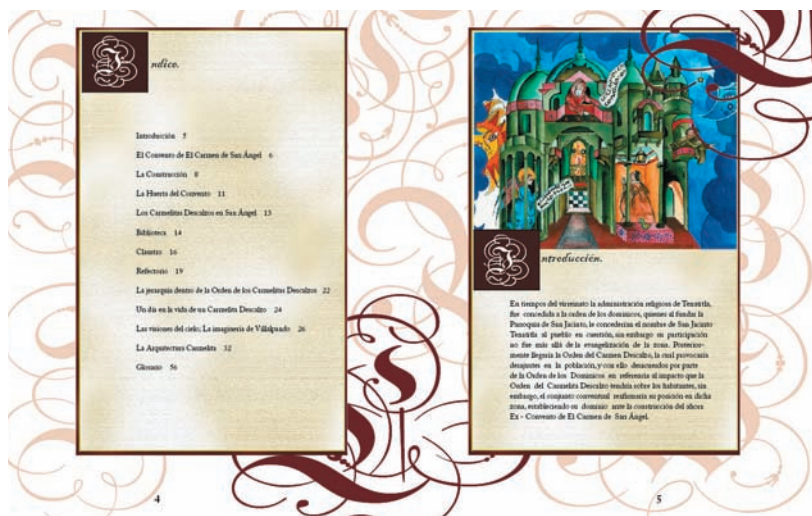 Índice.
Introducción 5
El Convento de El Carmen de San Ángel 6
La Construcción 8
La Huerta del Convento 11
Los Carmelitas Descalzos en San Ángel 13
Biblioteca 14
Claustro 16
Refectorio 19
La jerarquía dentro de la Orden de los Carmelitas Descalzos 22
Un día en la vida de un Carmelita Descalzo 24
Las visiones del cielo; La imaginería de Villalpando 26
La Arquitectura Carmelita 32
Glosario 56
4
Introducción.
En tiempos del virreinato la administración religiosa de Tenantitla,
fue concedida a la orden de los dominicos, quienes al fundar la
Parroquia de San Jacinto, le concederían el nombre de San Jacinto
Tenantitla al pueblo en cuestión, sin embargo su participación
no fue más allá de la evangelización de la zona. Posterior-
mente llegaría la Orden del Carmen Descalzo, la cual provocaría
desajustes en la población, y con ello desacuerdos por parte
de la Orden de los Dominicos en referencia al impacto que la
Orden del Carmelita Descalzo tendría sobre los habitantes, sin
embargo, el conjunto conventual reafirmaría su posición en dicha
zona, estableciendo su dominio ante la construcción del ahora
Ex - Convento de El Carmen de San Ángel.
5